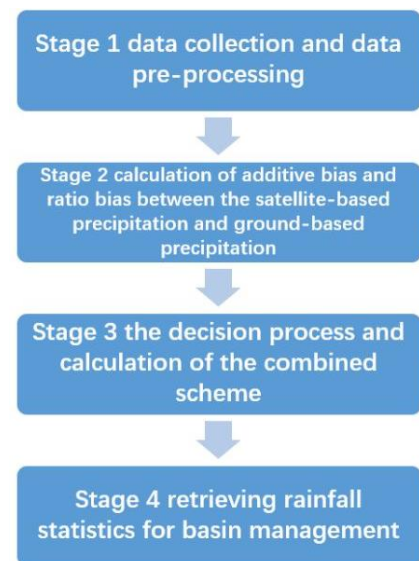 Stage 1 data collection and data
pre-processing
Stage 2 calculation of additive bias and
ratio bias between the satellite-based
precipitation and ground-based
precipitation
Stage 3 the decision process and
calculation of the combined
scheme
Stage 4 retrieving rainfall
statistics for basin management